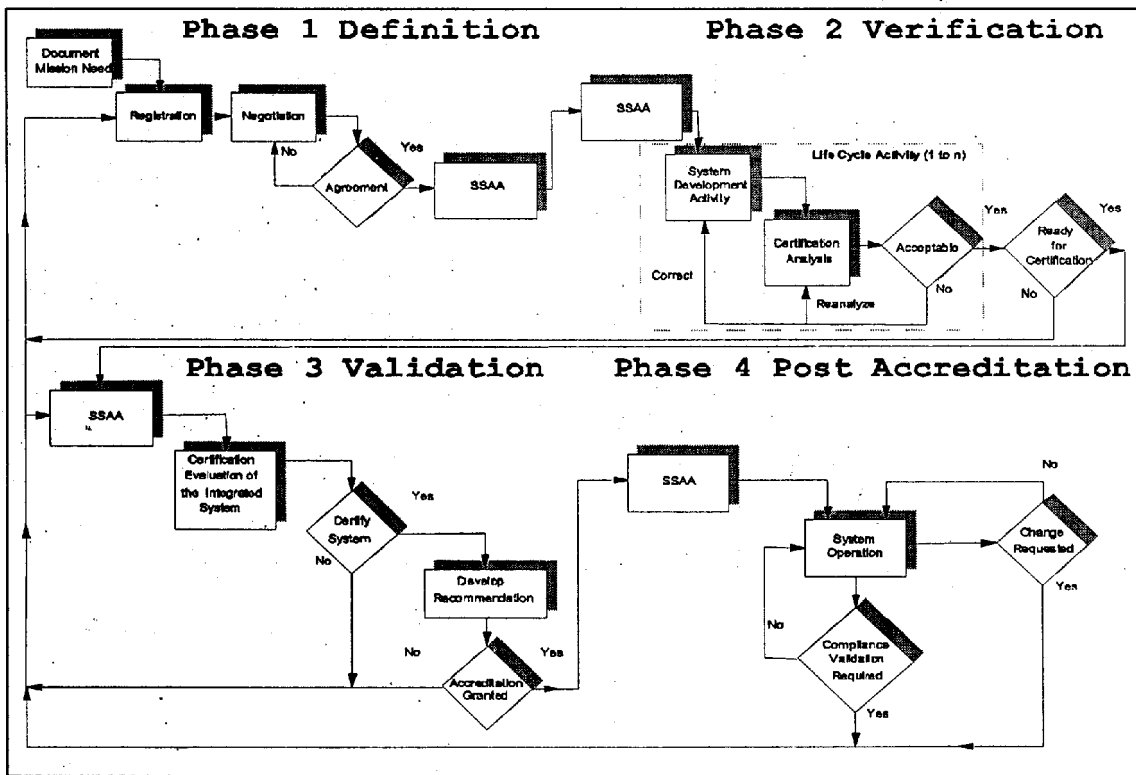 Phase 1 Definition
Phase 2 Verification
Document
Mission Need
Registration
Negotiation
No
Yes
Agreement
SSAA
SSAA
Life Cycle Activity (1 to n)
System
Development
Activity
Certification
Analysis
Acceptable
Yes
Yes
Ready
for
Certification
Correct
No
No
Reanalyze
Phase 3 Validation
Phase 4 Post Accreditation
SSAA
Certification
Evaluation of
the Integrated
System
Yes
Certify
System
No
Develop
Recommendation
No
Yes
Accreditation
Granted
SSAA
No
System
Operation
Change
Requested
Yes
No
Compliance
Validation
Required
Yes